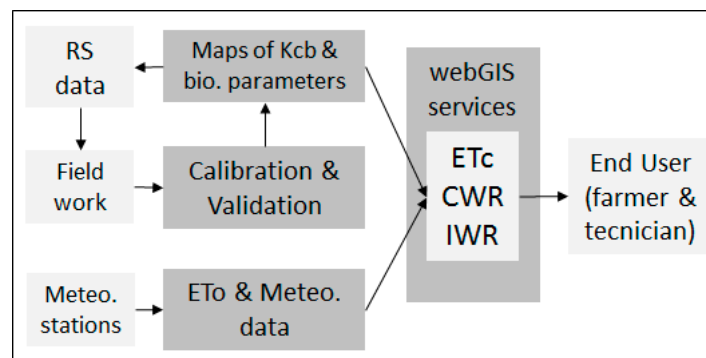 RS
data
Maps of Kcb &
bio. parameters
Field
work
Calibration &
Validation
Meteo.
stations
ETo & Meteo.
data
webGIS
services
ETc
CWR
IWR
End User
(farmer &
tecnician)